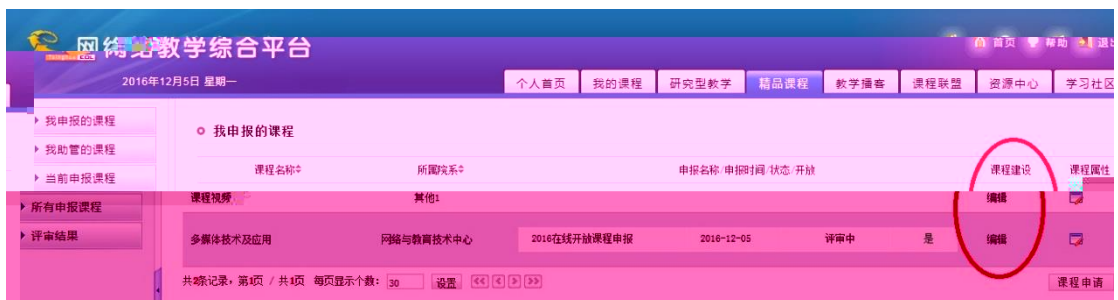 网络教学综合平台
首页 帮助 退出
2016年12月5日 星期一
个人首页 我的课程 研究型教学 精品课程 教学播客 课程联盟 资源中心 学习社区
我申报的课程
我助管的课程
当前申报课程
所有申报课程
评审结果
我申报的课程
课程名称 所属院系 申报名称/申报时间/状态/开放 课程建设 课程属性
课程视频 其他1 编辑
多媒体技术及应用 网络与教育技术中心 2016在线开放课程申报 2016-12-05 评审中 是 编辑
共2条记录，第1页 / 共1页 每页显示个数： 30 设置
课程申请